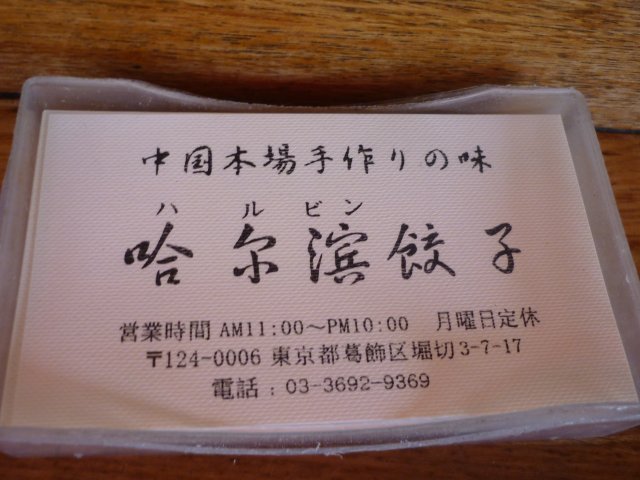 中国本場手作りの味
ハルビン
哈尔滨餃子
営業時間 AM11:00〜PM10:00 月曜日定休
〒124-0006 東京都葛飾区堀切3-7-17
電話 : 03-3692-9369